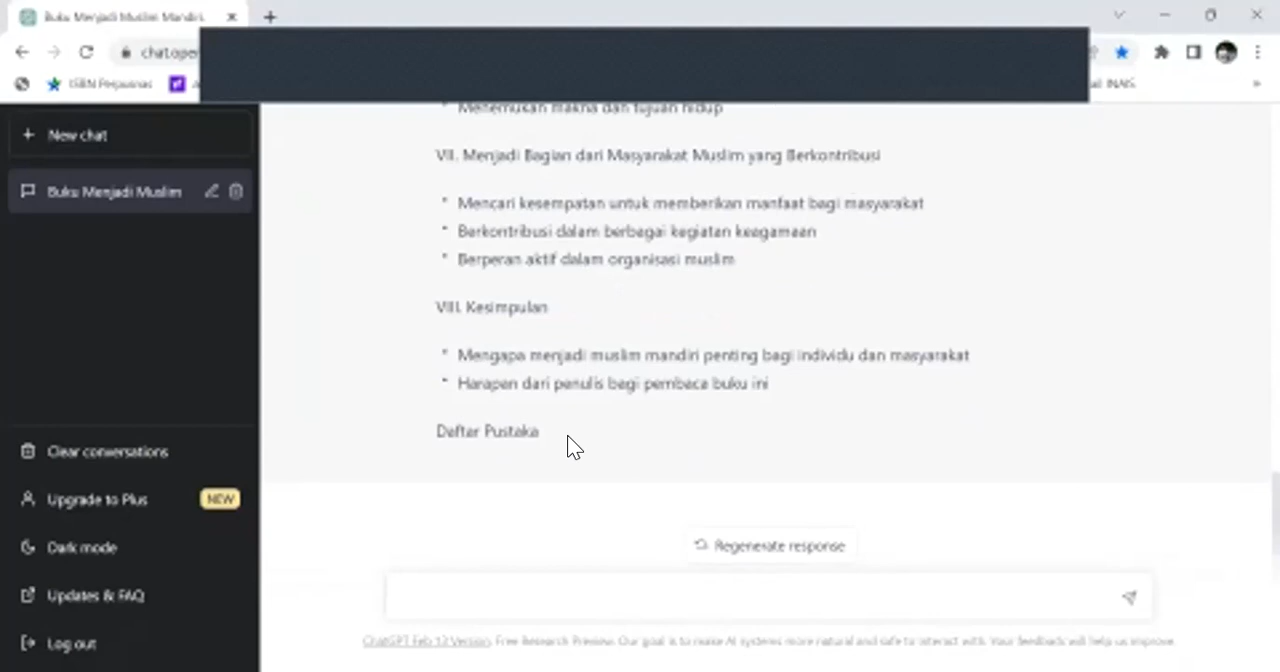 Buku Menjadi Muslim Mandiri
chat.ope
ISBN Perpusnas
INAIS
New chat
Buku Menjadi Muslim
Menemukan makna dan tujuan hidup
VII. Menjadi Bagian dari Masyarakat Muslim yang Berkontribusi
Mencari kesempatan untuk memberikan manfaat bagi masyarakat
Berkontribusi dalam berbagai kegiatan keagamaan
Berperan aktif dalam organisasi muslim
VIII. Kesimpulan
Mengapa menjadi muslim mandiri penting bagi individu dan masyarakat
Harapan dari penulis bagi pembaca buku ini
Daftar Pustaka
Clear conversations
Upgrade to Plus NEW
Dark mode
Updates & FAQ
Log out
Regenerate response
ChatGPT Feb 13 Version. Free Research Preview. Our goal is to make AI systems more natural and safe to interact with. Your feedback will help us improve.